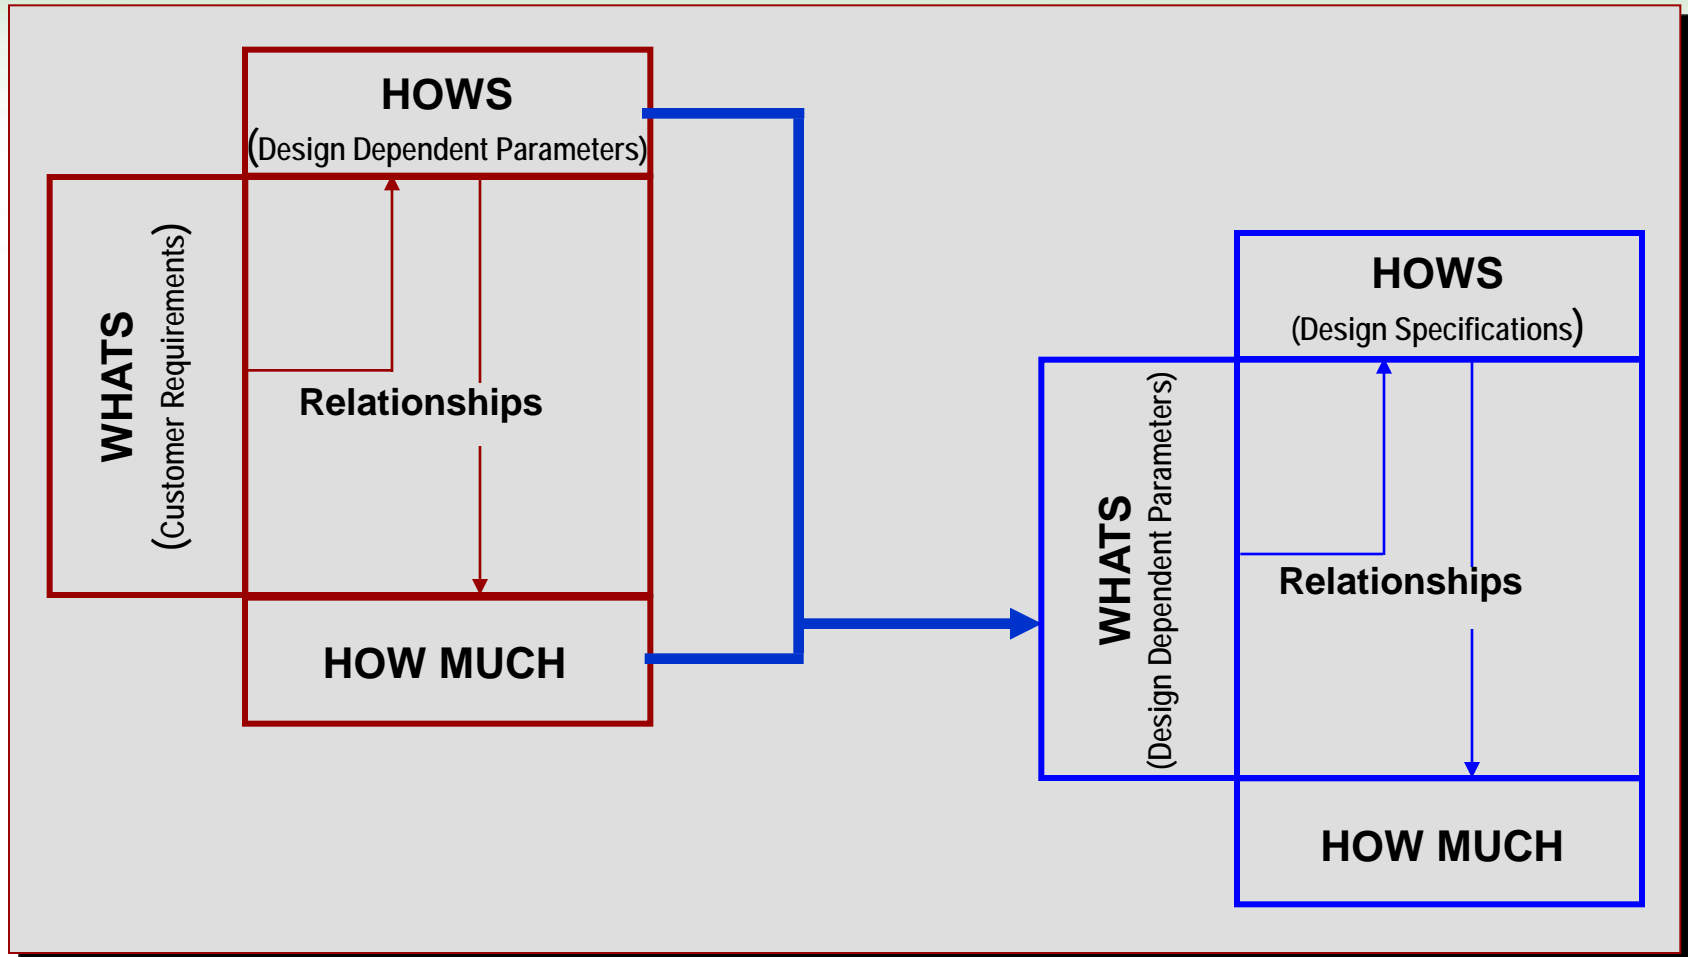 HOWS
(Design Dependent Parameters)
WHATS
(Customer Requirements)
Relationships
HOW MUCH
HOWS
(Design Specifications)
WHATS
(Design Dependent Parameters)
Relationships
HOW MUCH